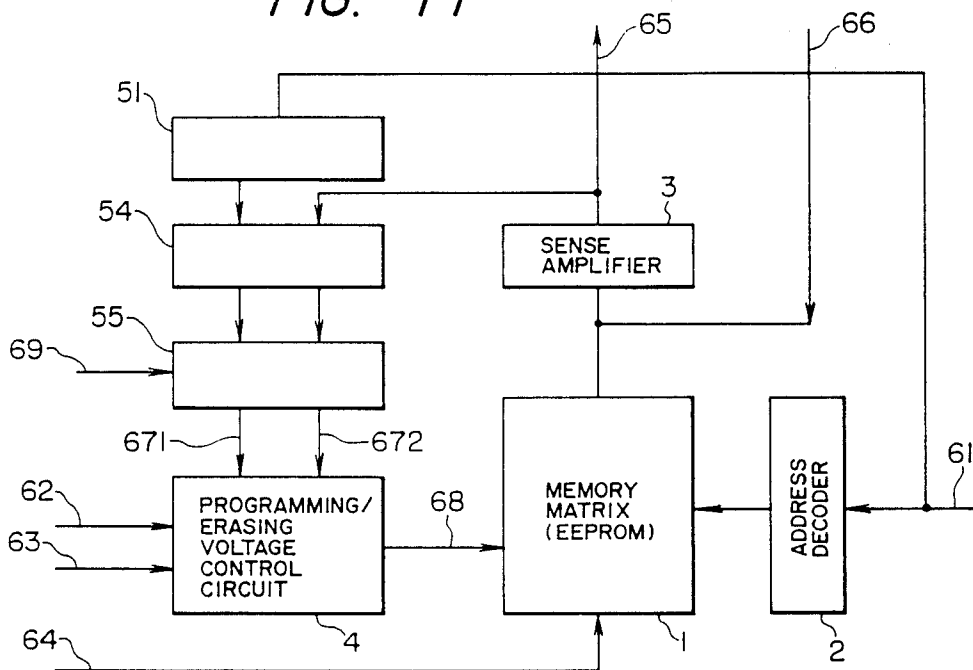 FIG. 11
65
66
51
3
54
SENSE
AMPLIFIER
55
69
671
672
61
62
PROGRAMMING/
ERASING
VOLTAGE
CONTROL
CIRCUIT
68
MEMORY
MATRIX
(EEPROM)
ADDRESS
DECODER
63
64
4
1
2